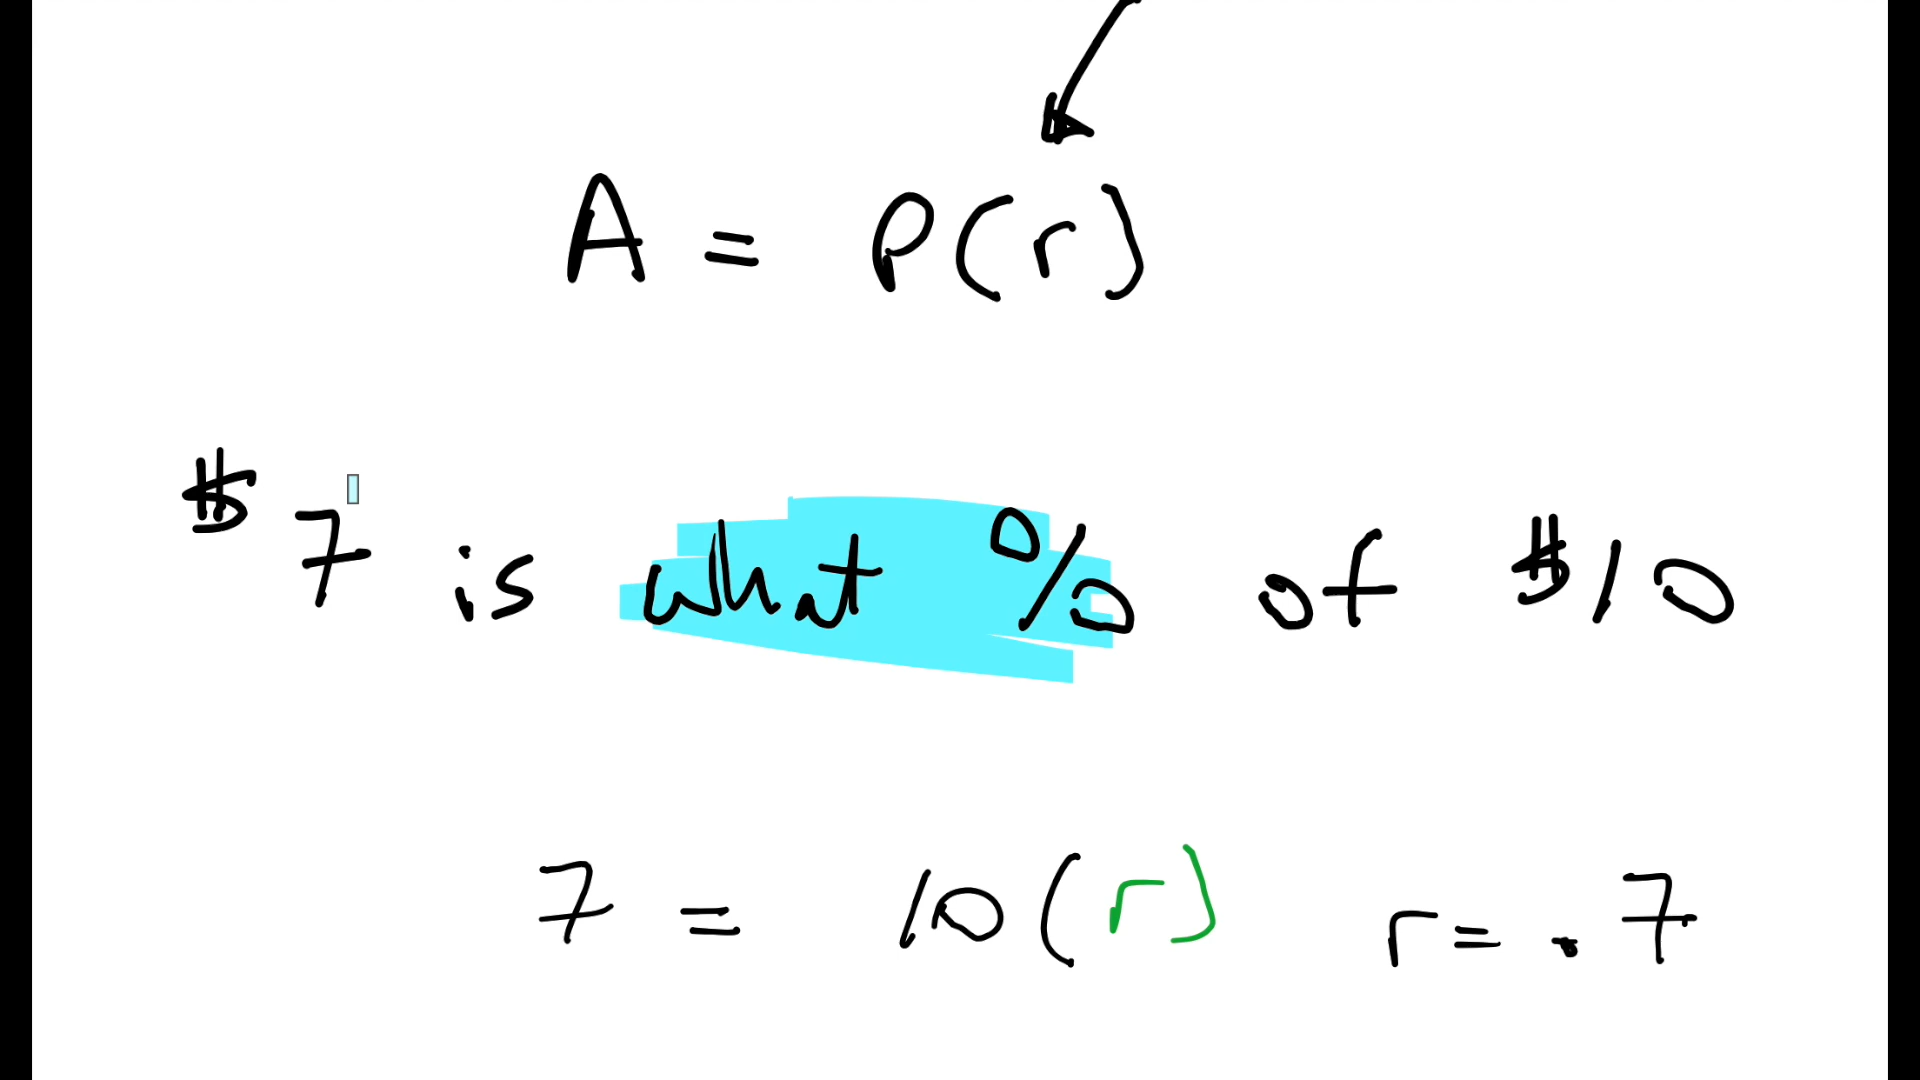 A = P(r)
$7 is what % of $10
7 = 10(r) r = .7